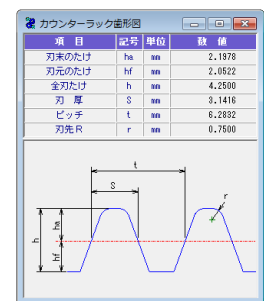 カウンターラック歯形図
項 目 記号 単位 数 値
刃末のたけ ha mm 2.1978
刃元のたけ hf mm 2.0522
全刃たけ h mm 4.2500
刃 厚 S mm 3.1416
ピッチ t mm 6.2832
刃先R r mm 0.7500
t
S
r
h
ha
hf